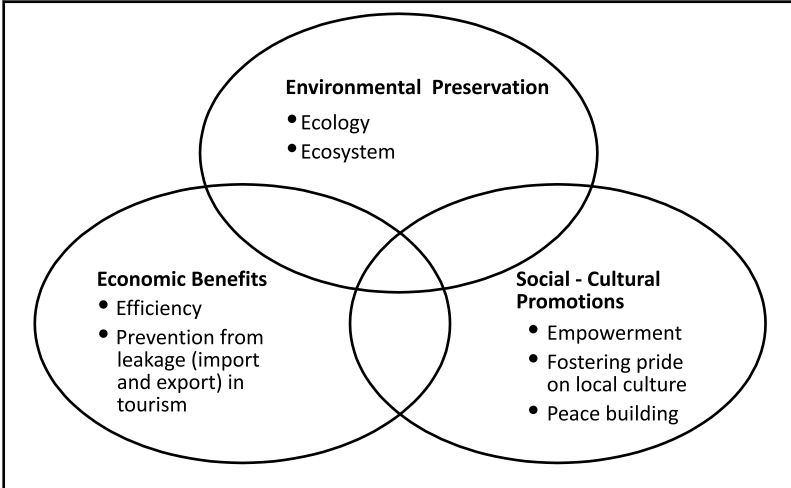 Environmental  Preservation
• Ecology
• Ecosystem
Economic Benefits
• Efficiency
• Prevention from
leakage (import
and export) in
tourism
Social - Cultural
Promotions
• Empowerment
• Fostering pride
on local culture
• Peace building